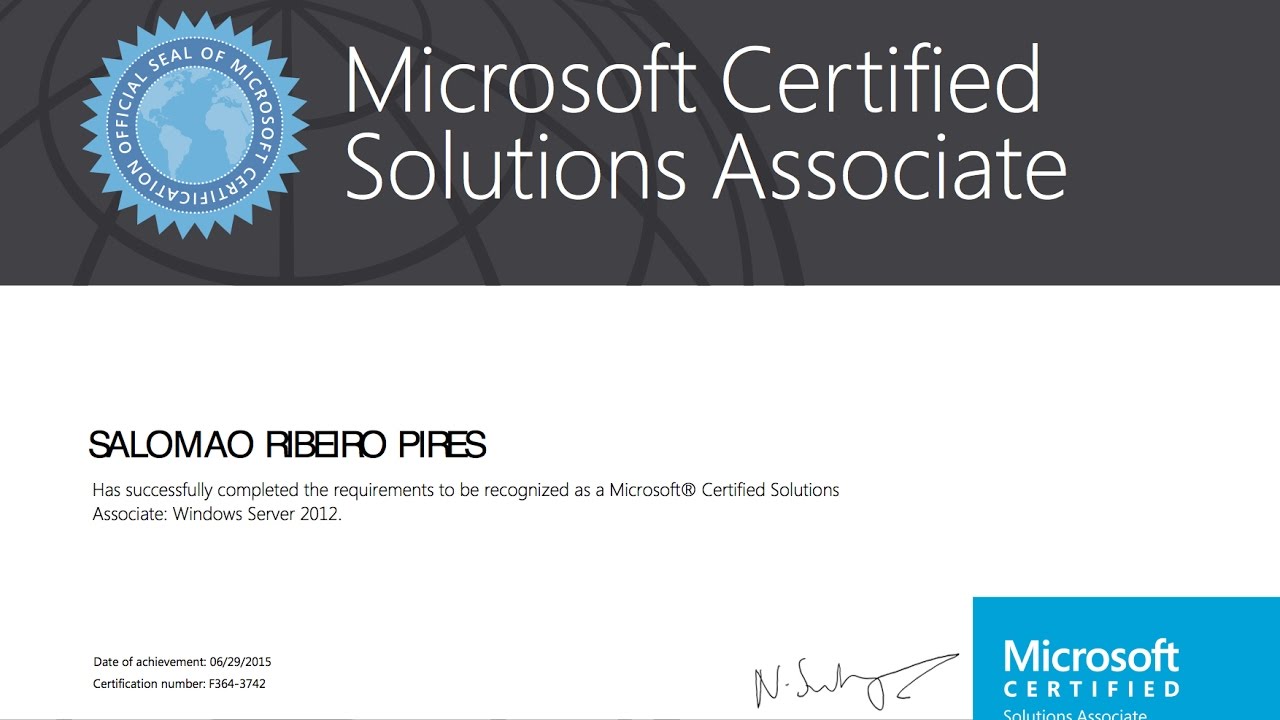 OFFICIAL SEAL OF MICROSOFT CERTIFICATION
Microsoft Certified
Solutions Associate
SALOMAO RIBEIRO PIRES
Has successfully completed the requirements to be recognized as a Microsoft® Certified Solutions
Associate: Windows Server 2012.
Date of achievement: 06/29/2015
Certification number: F364-3742
Microsoft
CERTIFIED
Solutions Associate